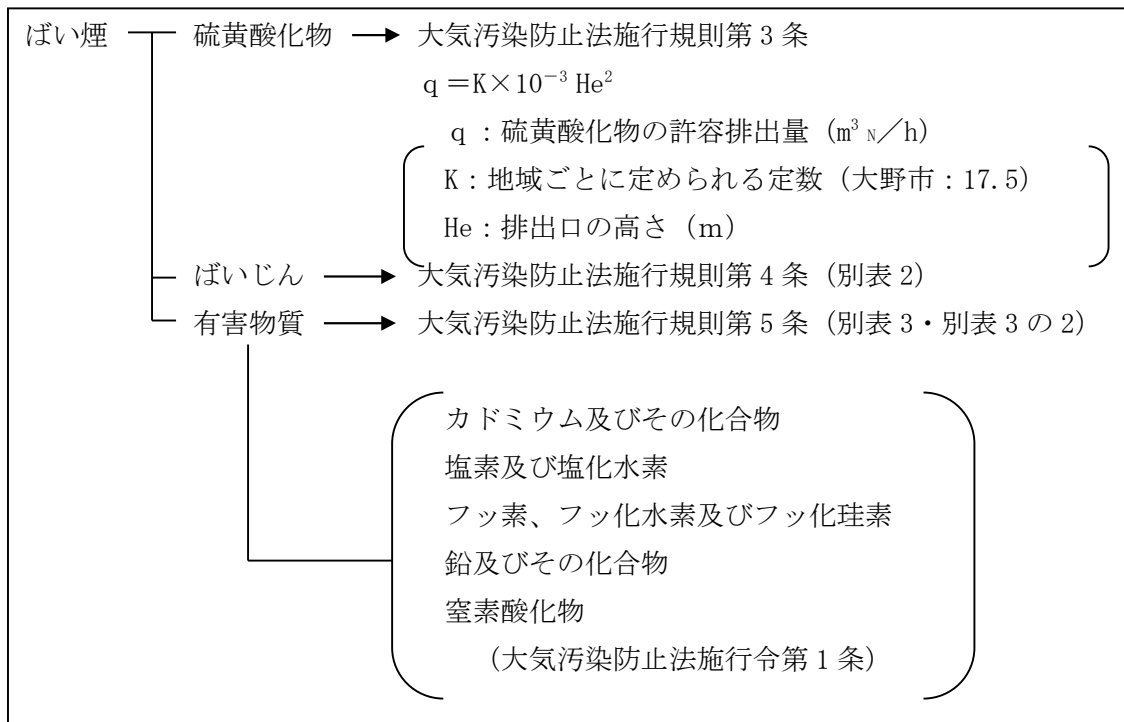 ばい煙 硫黄酸化物 大気汚染防止法施行規則第3条
q=K×10⁻³ He²
q:硫黄酸化物の許容排出量(m³N/h)
K:地域ごとに定められる定数(大野市:17.5)
He:排出口の高さ(m)
ばいじん 大気汚染防止法施行規則第4条(別表2)
有害物質 大気汚染防止法施行規則第5条(別表3・別表3の2)
カドミウム及びその化合物
塩素及び塩化水素
フッ素、フッ化水素及びフッ化珪素
鉛及びその化合物
窒素酸化物
(大気汚染防止法施行令第1条)